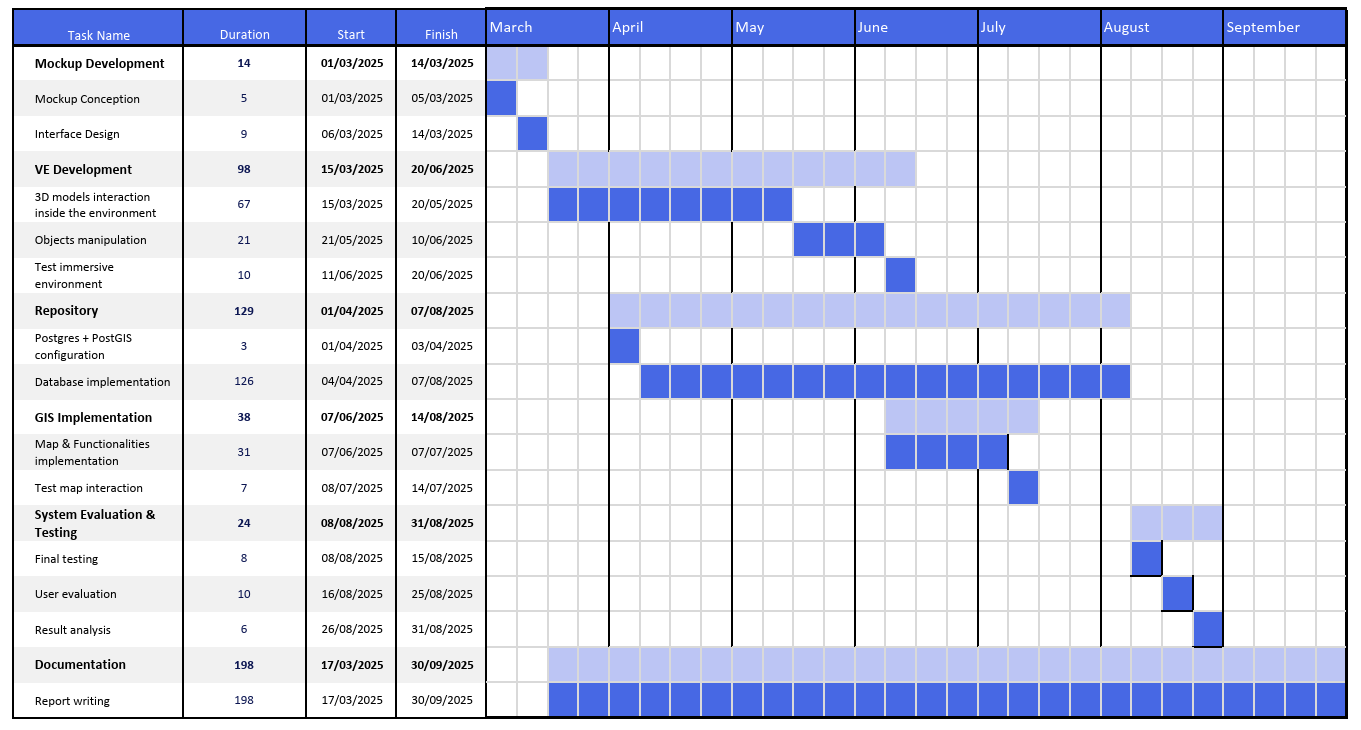 Task Name Duration Start Finish March April May June July August September
Mockup Development 14 01/03/2025 14/03/2025
Mockup Conception 5 01/03/2025 05/03/2025
Interface Design 9 06/03/2025 14/03/2025
VE Development 98 15/03/2025 20/06/2025
3D models interaction
inside the environment 67 15/03/2025 20/05/2025
Objects manipulation 21 21/05/2025 10/06/2025
Test immersive
environment 10 11/06/2025 20/06/2025
Repository 129 01/04/2025 07/08/2025
Postgres + PostGIS
configuration 3 01/04/2025 03/04/2025
Database implementation 126 04/04/2025 07/08/2025
GIS Implementation 38 07/06/2025 14/08/2025
Map & Functionalities
implementation 31 07/06/2025 07/07/2025
Test map interaction 7 08/07/2025 14/07/2025
System Evaluation &
Testing 24 08/08/2025 31/08/2025
Final testing 8 08/08/2025 15/08/2025
User evaluation 10 16/08/2025 25/08/2025
Result analysis 6 26/08/2025 31/08/2025
Documentation 198 17/03/2025 30/09/2025
Report writing 198 17/03/2025 30/09/2025